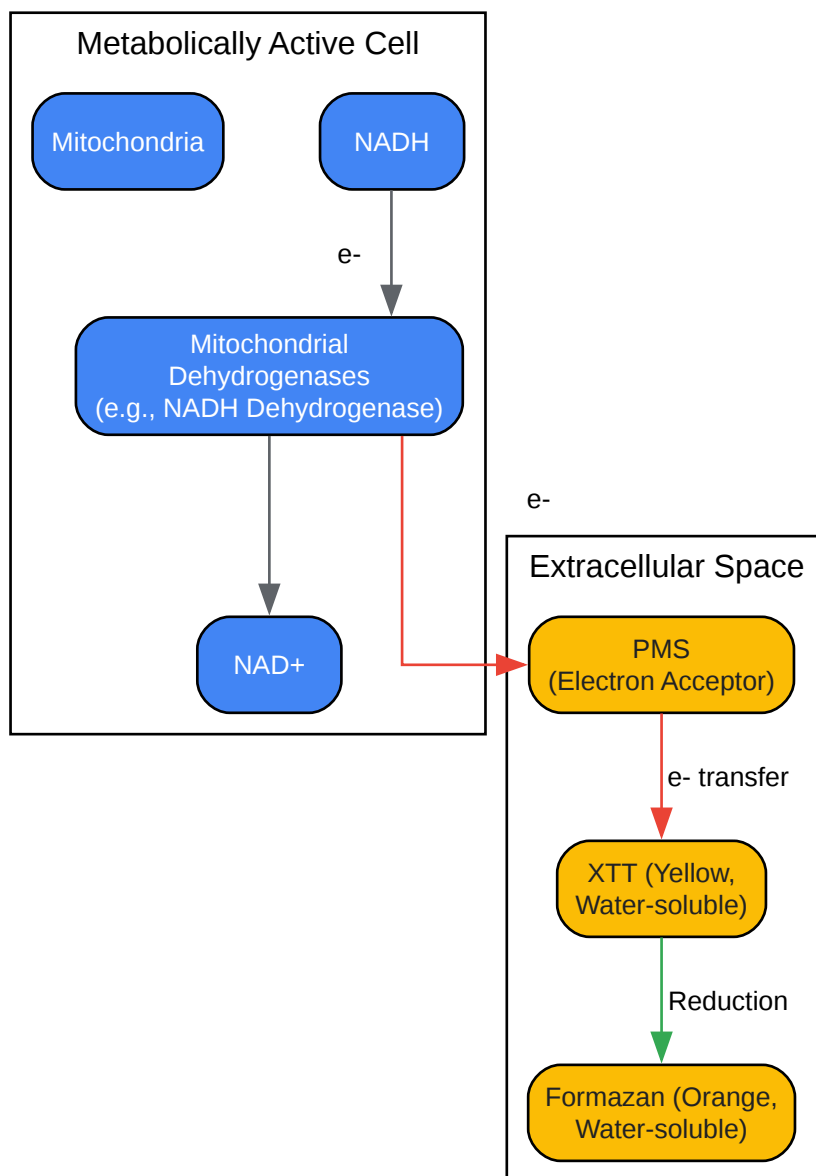 Metabolically Active Cell
Mitochondria
NADH
e-
Mitochondrial
Dehydrogenases
(e.g., NADH Dehydrogenase)
e-
Extracellular Space
NAD+
PMS
(Electron Acceptor)
e- transfer
XTT (Yellow,
Water-soluble)
Reduction
Formazan (Orange,
Water-soluble)